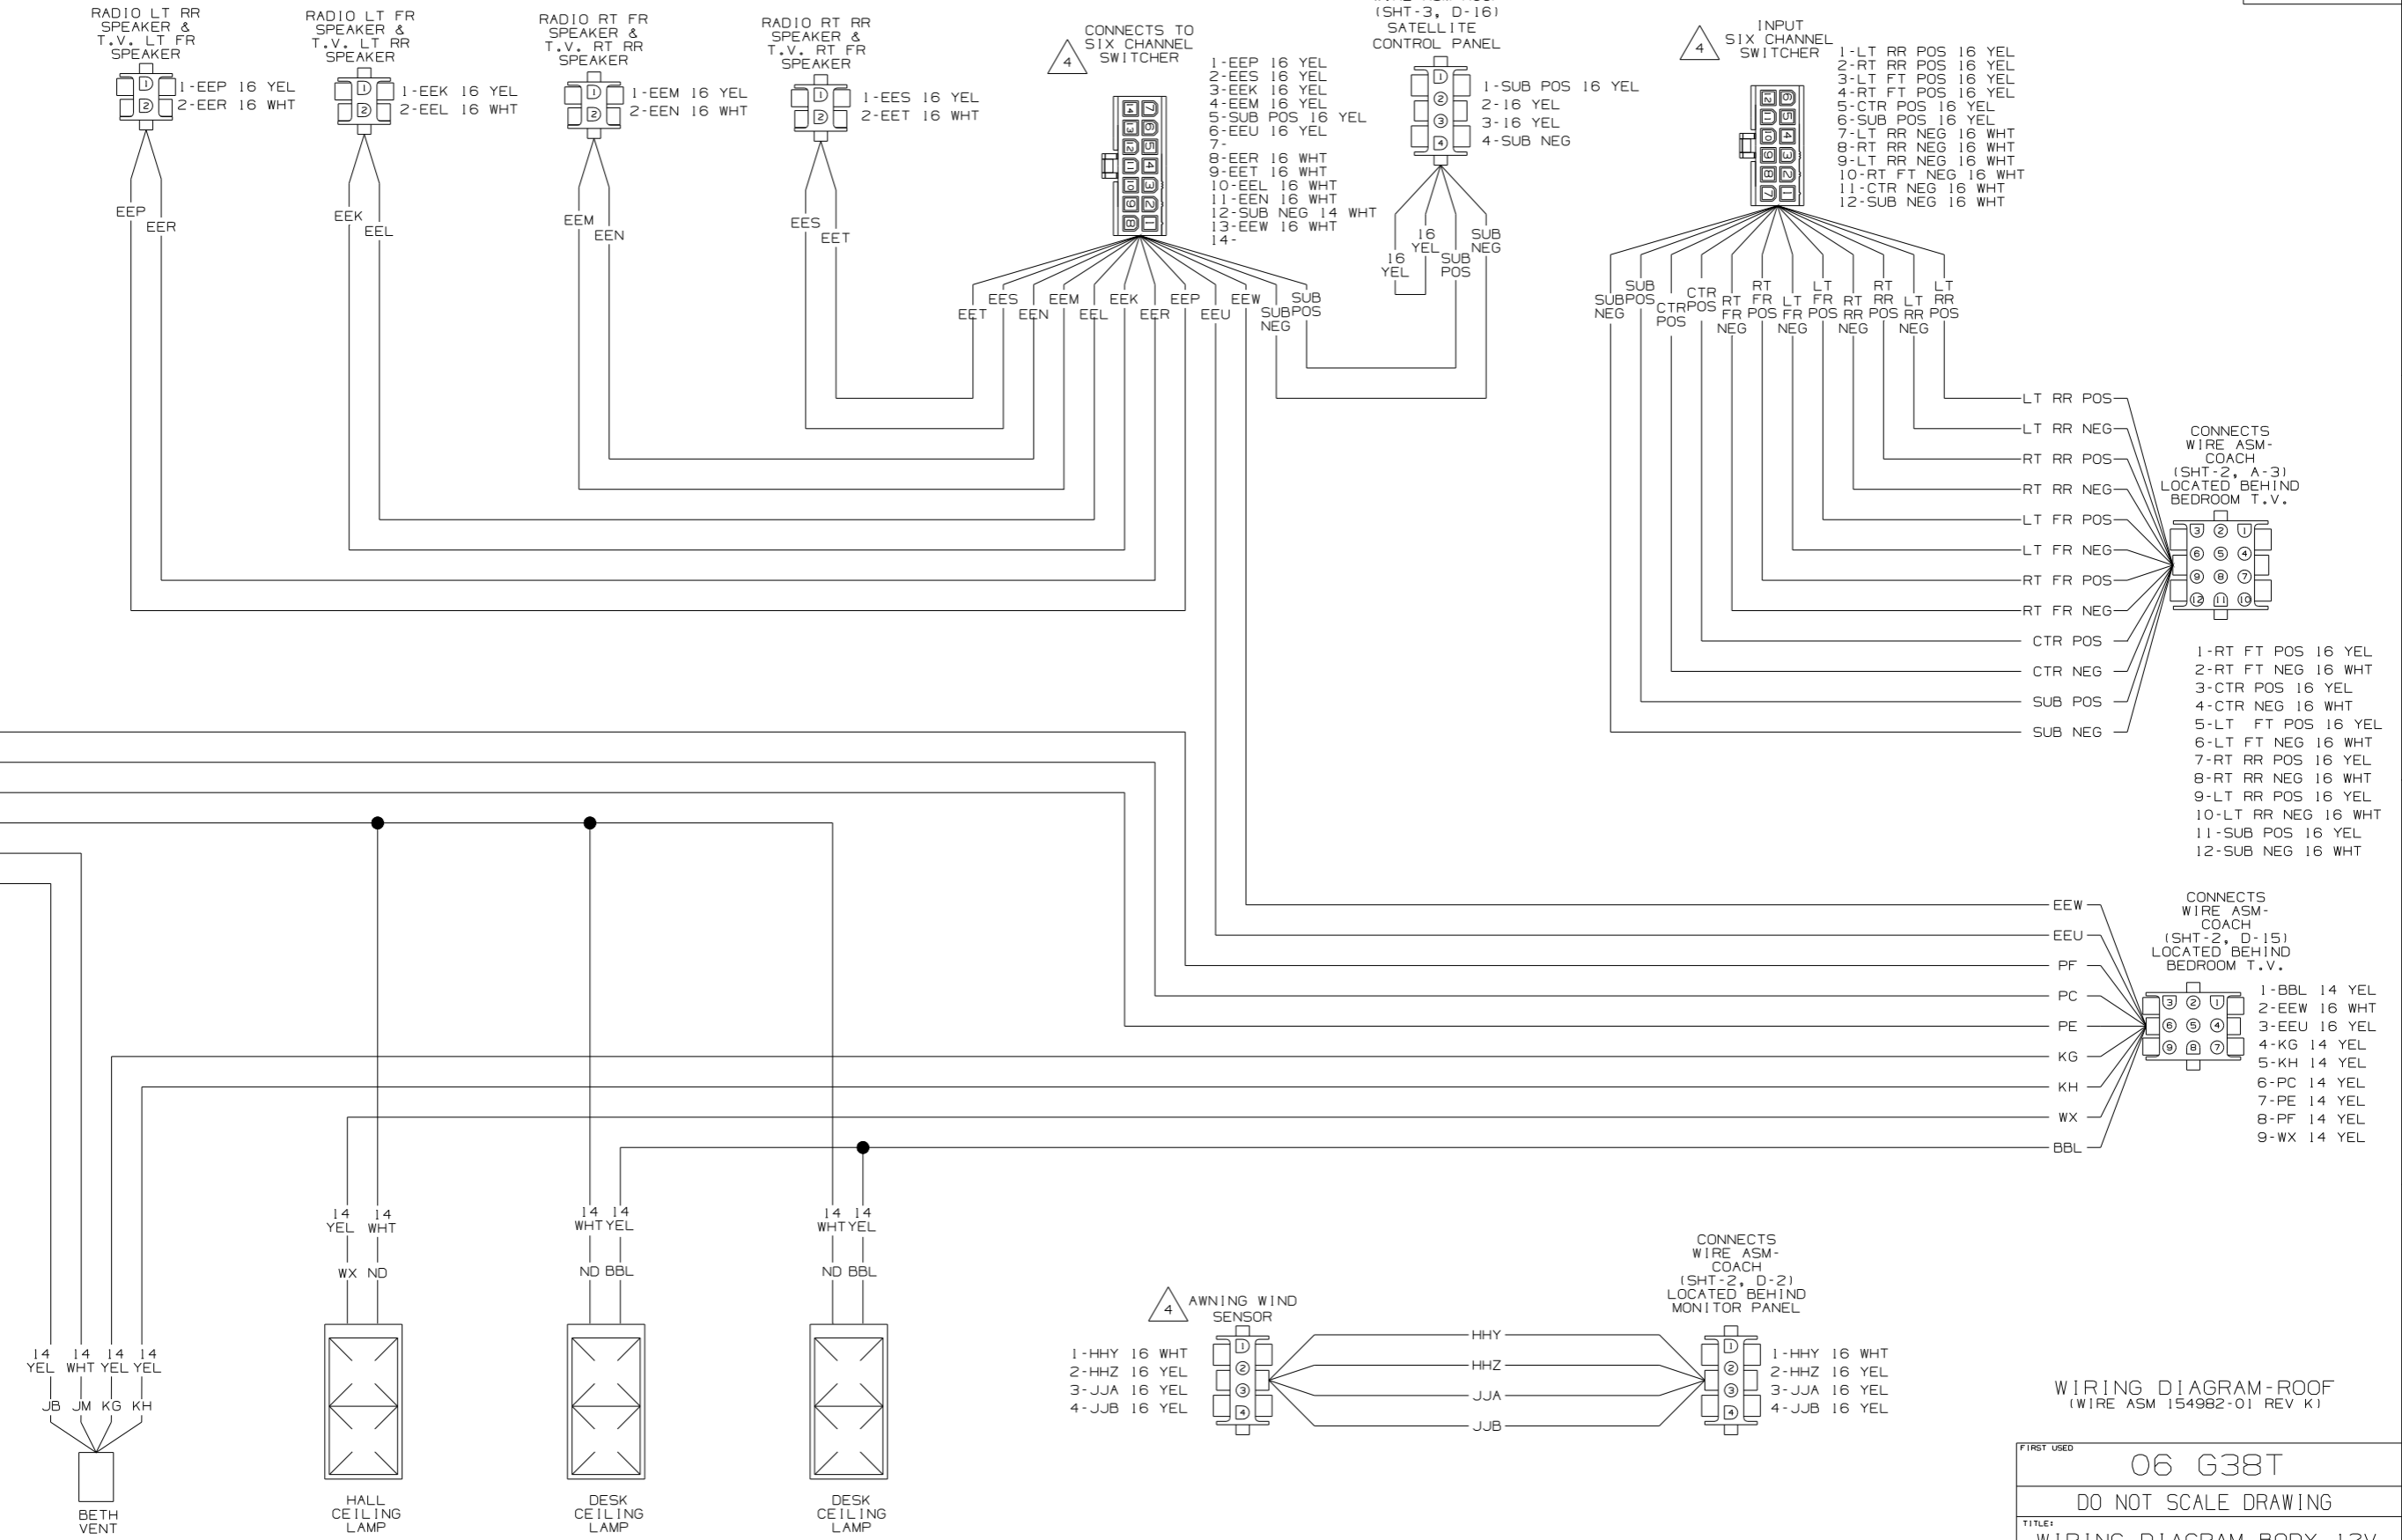 RADIO LT RR
SPEAKER &
T.V. LT FR
SPEAKER
1-EEP 16 YEL
2-EER 16 WHT
EEP
EER
RADIO LT FR
SPEAKER &
T.V. LT RR
SPEAKER
1-EEK 16 YEL
2-EEL 16 WHT
EEK
EEL
RADIO RT FR
SPEAKER &
T.V. RT RR
SPEAKER
1-EEM 16 YEL
2-EEN 16 WHT
EEM
EEN
RADIO RT RR
SPEAKER &
T.V. RT FR
SPEAKER
1-EES 16 YEL
2-EET 16 WHT
EES
EET
4
CONNECTS TO
SIX CHANNEL
SWITCHER
1-EEP 16 YEL
2-EES 16 YEL
3-EEK 16 YEL
4-EEM 16 YEL
5-SUB POS 16 YEL
6-EEU 16 YEL
7-
8-EER 16 WHT
9-EET 16 WHT
10-EEL 16 WHT
11-EEN 16 WHT
12-SUB NEG 14 WHT
13-EEW 16 WHT
14-
EET
EES
EEN
EEM
EEL
EEK
EER
EEP
EEU
EEW
SUB
NEG
SUB
POS
(SHT-3, D-16)
SATELLITE
CONTROL PANEL
1-SUB POS 16 YEL
2-16 YEL
3-16 YEL
4-SUB NEG
16
YEL
16
YEL
SUB
POS
SUB
NEG
4
INPUT
SIX CHANNEL
SWITCHER
1-LT RR POS 16 YEL
2-RT RR POS 16 YEL
3-LT FT POS 16 YEL
4-RT FT POS 16 YEL
5-CTR POS 16 YEL
6-SUB POS 16 YEL
7-LT RR NEG 16 WHT
8-RT RR NEG 16 WHT
9-LT RR NEG 16 WHT
10-RT FT NEG 16 WHT
11-CTR NEG 16 WHT
12-SUB NEG 16 WHT
SUB
NEG
SUB
POS
CTR
POS
CTR
POS
RT
FR
NEG
RT
FR
POS
LT
FR
NEG
LT
FR
POS
RT
RR
NEG
RT
RR
POS
LT
RR
NEG
LT
RR
POS
LT RR POS
LT RR NEG
RT RR POS
RT RR NEG
LT FR POS
LT FR NEG
RT FR POS
RT FR NEG
CTR POS
CTR NEG
SUB POS
SUB NEG
CONNECTS
WIRE ASM-
COACH
(SHT-2, A-3)
LOCATED BEHIND
BEDROOM T.V.
3 2 1
6 5 4
9 8 7
12 11 10
1-RT FT POS 16 YEL
2-RT FT NEG 16 WHT
3-CTR POS 16 YEL
4-CTR NEG 16 WHT
5-LT FT POS 16 YEL
6-LT FT NEG 16 WHT
7-RT RR POS 16 YEL
8-RT RR NEG 16 WHT
9-LT RR POS 16 YEL
10-LT RR NEG 16 WHT
11-SUB POS 16 YEL
12-SUB NEG 16 WHT
EEW
EEU
PF
PC
PE
KG
KH
WX
BBL
CONNECTS
WIRE ASM-
COACH
(SHT-2, D-15)
LOCATED BEHIND
BEDROOM T.V.
3 2 1
6 5 4
9 8 7
1-BBL 14 YEL
2-EEW 16 WHT
3-EEU 16 YEL
4-KG 14 YEL
5-KH 14 YEL
6-PC 14 YEL
7-PE 14 YEL
8-PF 14 YEL
9-WX 14 YEL
14 14 14 14
YEL WHT YEL YEL
JB JM KG KH
BETH
VENT
14 14
YEL WHT
WX ND
HALL
CEILING
LAMP
14 14
WHT YEL
ND BBL
DESK
CEILING
LAMP
14 14
WHT YEL
ND BBL
DESK
CEILING
LAMP
4
AWNING WIND
SENSOR
1-HHY 16 WHT
2-HHZ 16 YEL
3-JJA 16 YEL
4-JJB 16 YEL
HHY
HHZ
JJA
JJB
CONNECTS
WIRE ASM-
COACH
(SHT-2, D-2)
LOCATED BEHIND
MONITOR PANEL
1-HHY 16 WHT
2-HHZ 16 YEL
3-JJA 16 YEL
4-JJB 16 YEL
WIRING DIAGRAM-ROOF
(WIRE ASM 154982-01 REV K)
FIRST USED
06 G38T
DO NOT SCALE DRAWING
TITLE:
WIRING DIAGRAM-BODY 12V